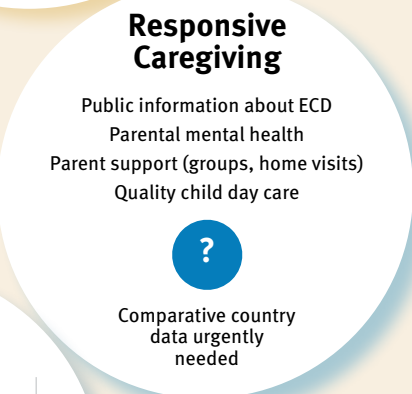 Responsive
Caregiving
Public information about ECD
Parental mental health
Parent support (groups, home visits)
Quality child day care
?
Comparative country
data urgently
needed